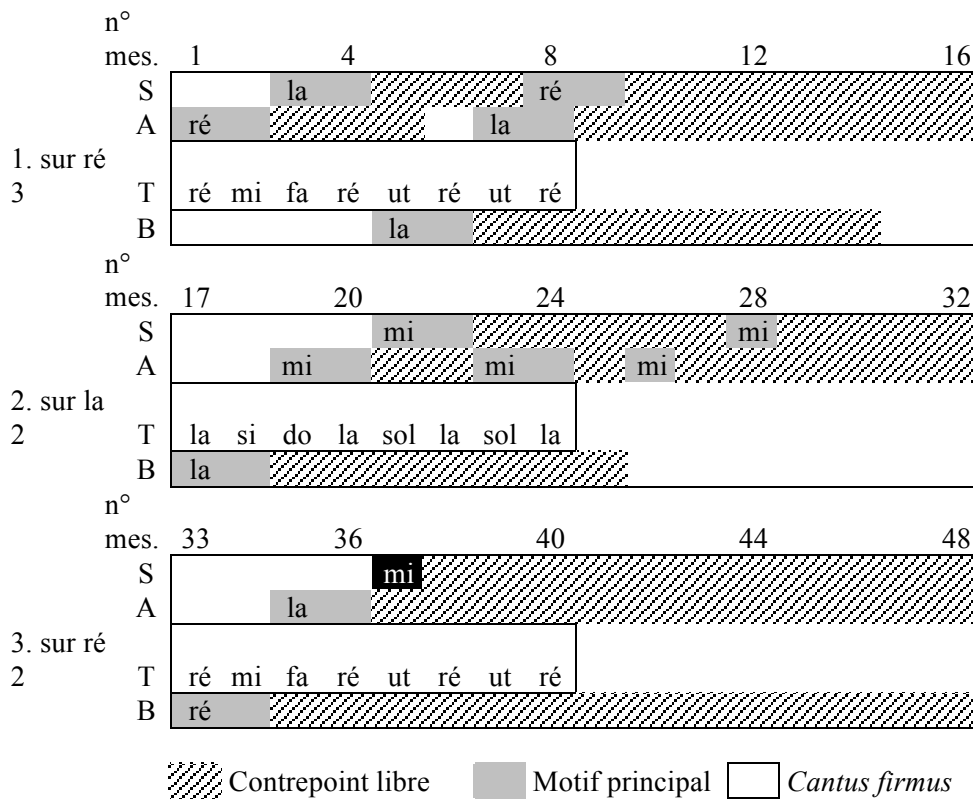 n°
mes. 1 4 8 12 16
S la ré
A ré la
1. sur ré
3 T ré mi fa ré ut ré ut ré
B la
n°
mes. 17 20 24 28 32
S mi mi
A mi mi mi
2. sur la
2 T la si do la sol la sol la
B la
n°
mes. 33 36 40 44 48
S mi
A la
3. sur ré
2 T ré mi fa ré ut ré ut ré
B ré
Contrepoint libre Motif principal Cantus firmus